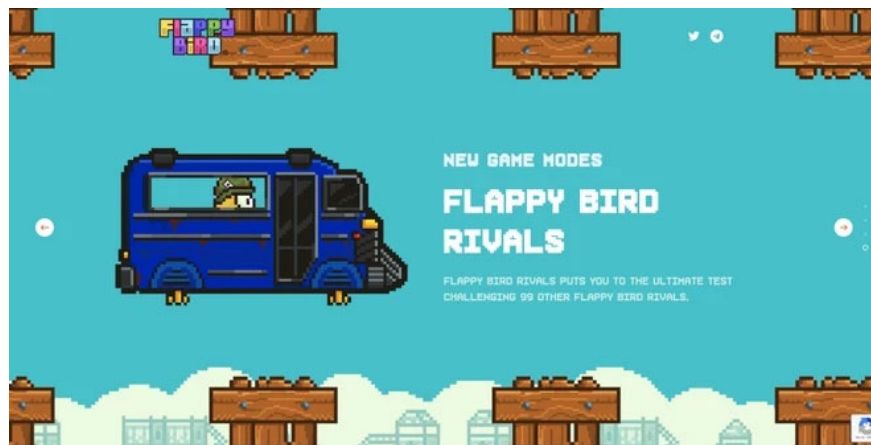 Flappy
BiRD
NEW GAME MODES
FLAPPY BIRD
RIVALS
FLAPPY BIRD RIVALS PUTS YOU TO THE ULTIMATE TEST
CHALLENGING 99 OTHER FLAPPY BIRD RIVALS.